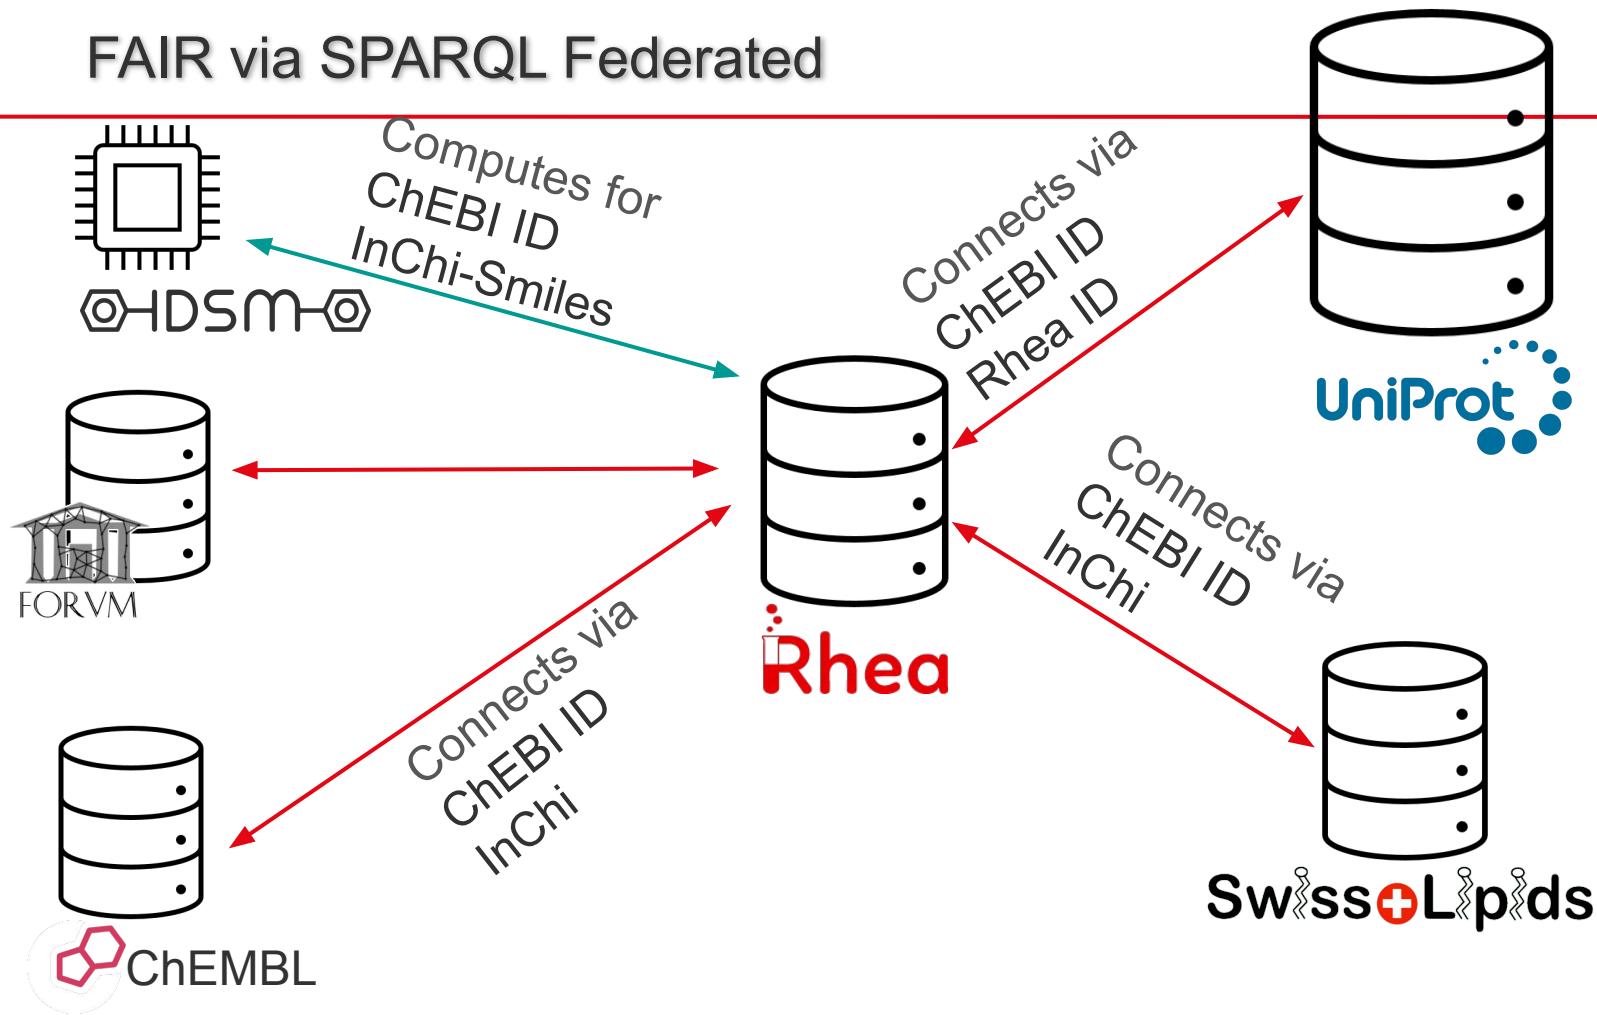 FAIR via SPARQL Federated
Computes for
ChEBI ID
InChi-Smiles
IDSM
Connects via
ChEBI ID
Rhea ID
UniProt
FORVM
Rhea
Connects via
ChEBI ID
InChi
Connects via
ChEBI ID
InChi
SwissLipids
ChEMBL